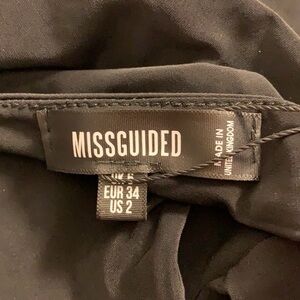 MISSGUIDED
MADE IN
UNITED KINGDOM
EUR 34
US 2